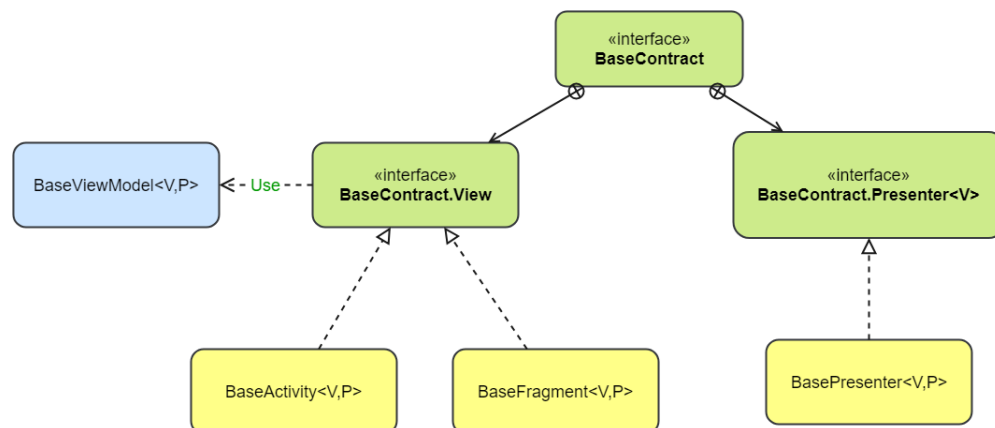 «interface»
BaseContract
BaseViewModel<V,P>
Use
«interface»
BaseContract.View
«interface»
BaseContract.Presenter<V>
BaseActivity<V,P>
BaseFragment<V,P>
BasePresenter<V,P>